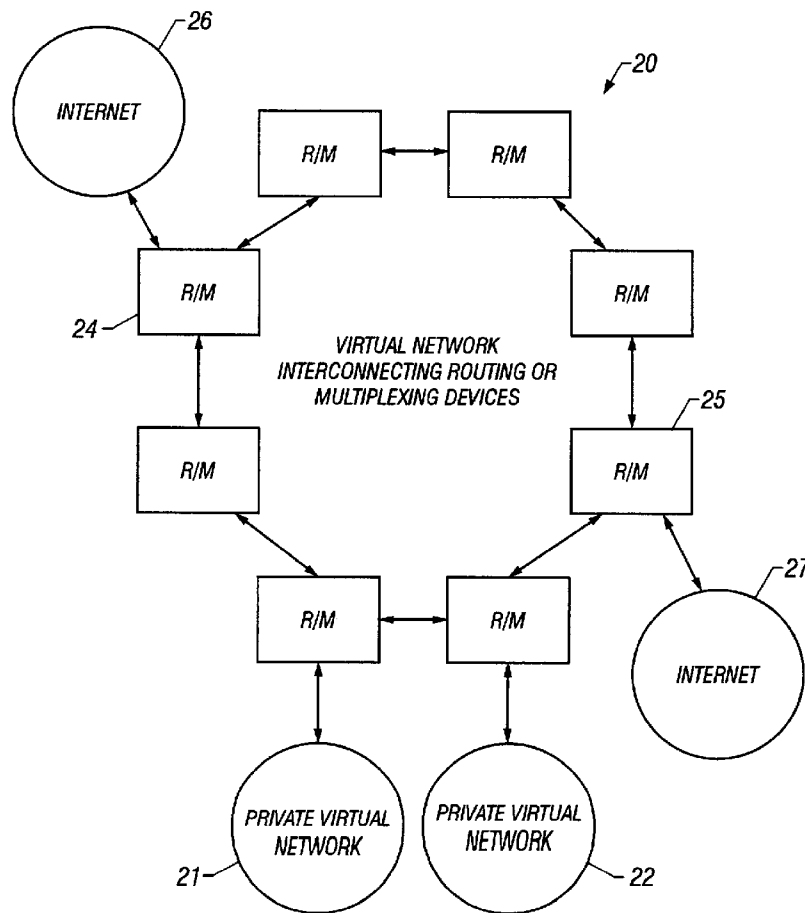 26
20
INTERNET
R/M
R/M
R/M
R/M
24
VIRTUAL NETWORK
INTERCONNECTING ROUTING OR
MULTIPLEXING DEVICES
25
R/M
R/M
27
R/M
R/M
INTERNET
PRIVATE VIRTUAL
NETWORK
PRIVATE VIRTUAL
NETWORK
21
22